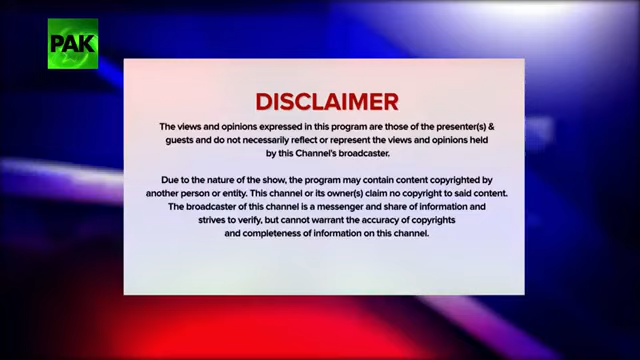 PAK
DISCLAIMER
The views and opinions expressed in this program are those of the presenter(s) &
guests and do not necessarily reflect or represent the views and opinions held
by this Channel's broadcaster.
Due to the nature of the show, the program may contain content copyrighted by
another person or entity. This channel or its owner(s) claim no copyright to said content.
The broadcaster of this channel is a messenger and share of information and
strives to verify, but cannot warrant the accuracy of copyrights
and completeness of information on this channel.